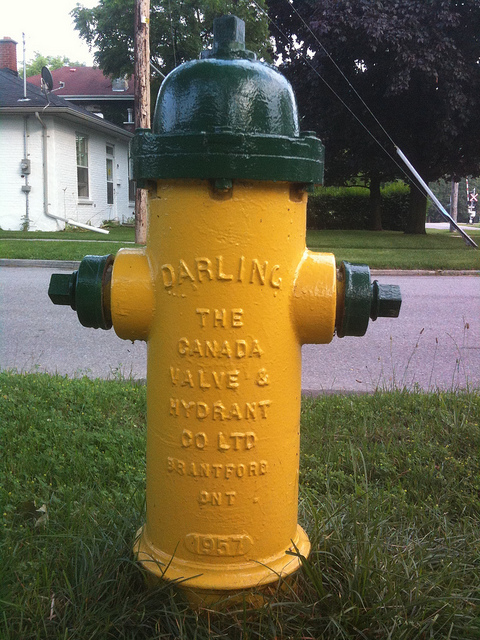 DARLING
THE
CANADA
VALVE &
HYDRANT
CO LTD
BRANTFORD
ONT
1957